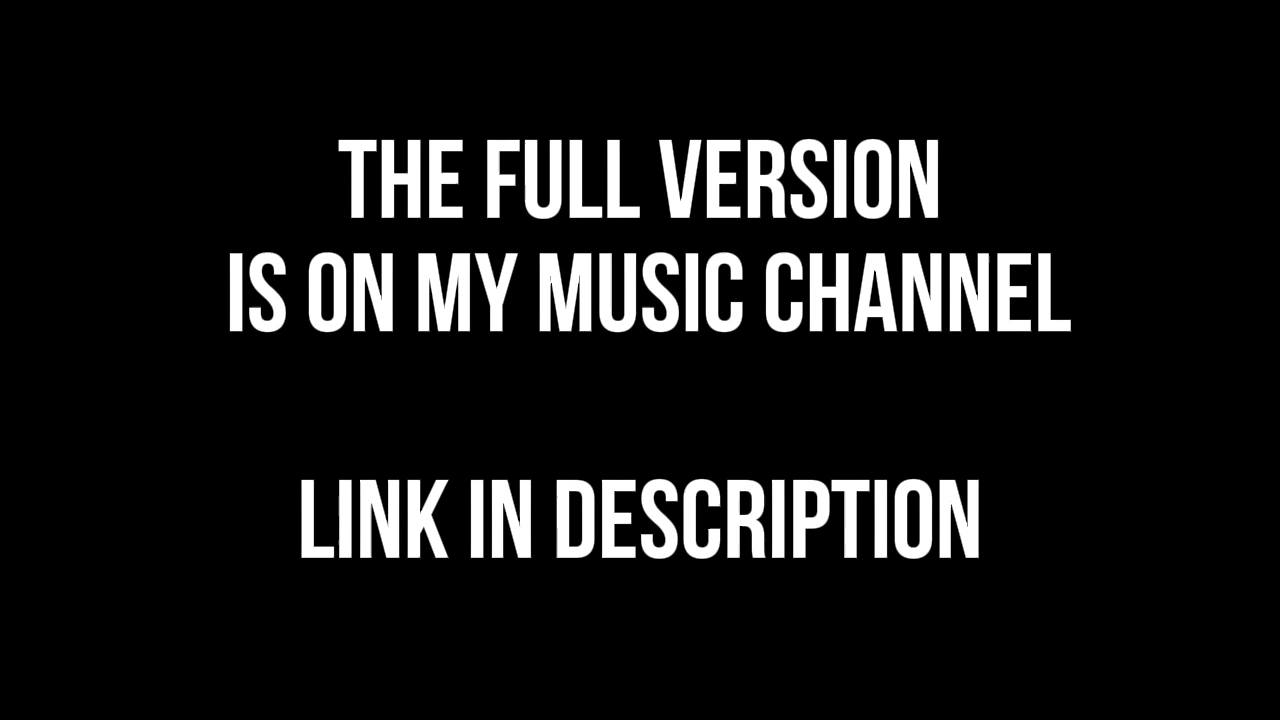 THE FULL VERSION
IS ON MY MUSIC CHANNEL
LINK IN DESCRIPTION